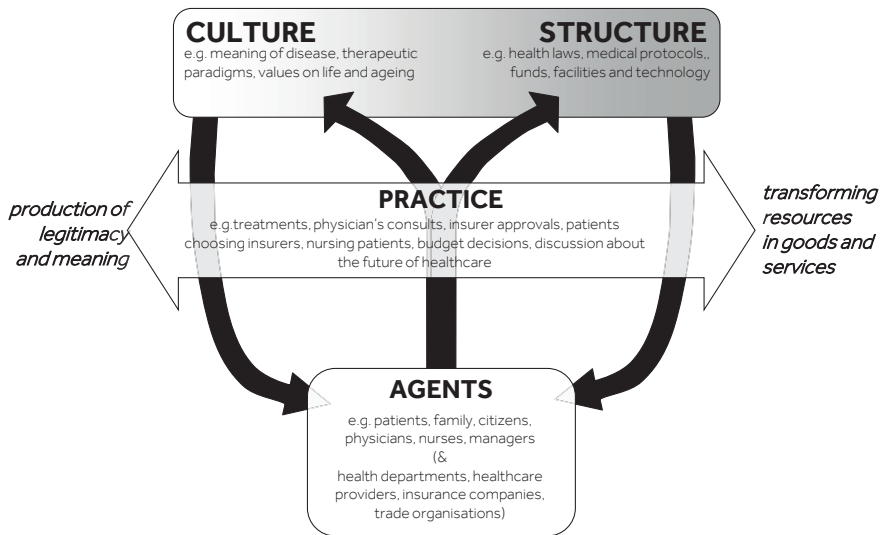 CULTURE
e.g. meaning of disease, therapeutic
paradigms, values on life and ageing
STRUCTURE
e.g. health laws, medical protocols,,
funds, facilities and technology
production of
legitimacy
and meaning
PRACTICE
e.g.treatments, physician's consults, insurer approvals, patients
choosing insurers, nursing patients, budget decisions, discussion about
the future of healthcare
transforming
resources
in goods and
services
AGENTS
e.g. patients, family, citizens,
physicians, nurses, managers
(&
health departments, healthcare
providers, insurance companies,
trade organisations)